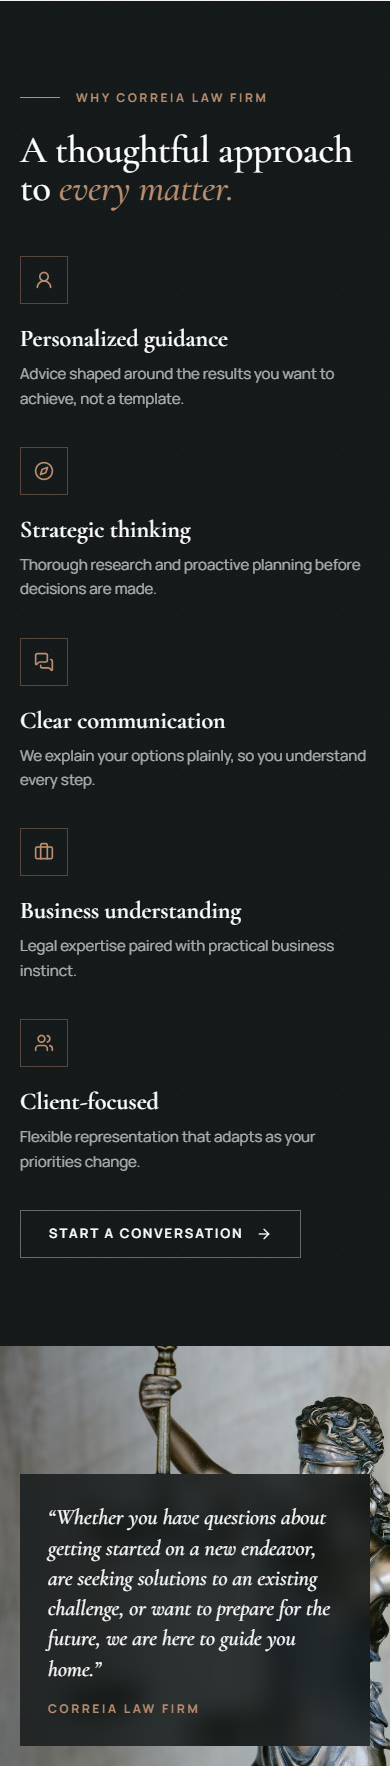 WHY CORREIA LAW FIRM
A thoughtful approach
to every matter.
Personalized guidance
Advice shaped around the results you want to
achieve, not a template.
Strategic thinking
Thorough research and proactive planning before
decisions are made.
Clear communication
We explain your options plainly, so you understand
every step.
Business understanding
Legal expertise paired with practical business
instinct.
Client-focused
Flexible representation that adapts as your
priorities change.
START A CONVERSATION →
“Whether you have questions about
getting started on a new endeavor,
are seeking solutions to an existing
challenge, or want to prepare for the
future, we are here to guide you
home.”
CORREIA LAW FIRM